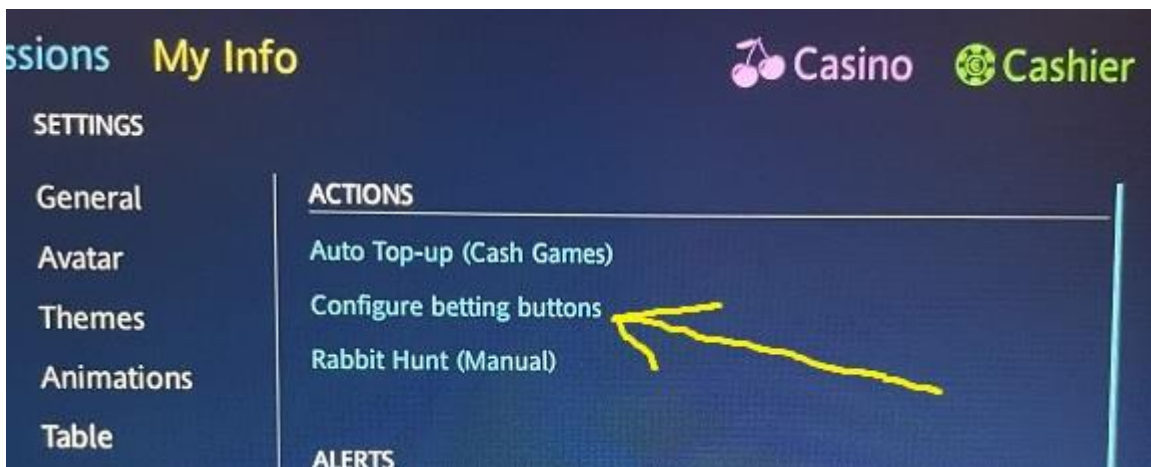 ssions My Info Casino Cashier
SETTINGS
General
Avatar
Themes
Animations
Table
ACTIONS
Auto Top-up (Cash Games)
Configure betting buttons
Rabbit Hunt (Manual)
ALERTS